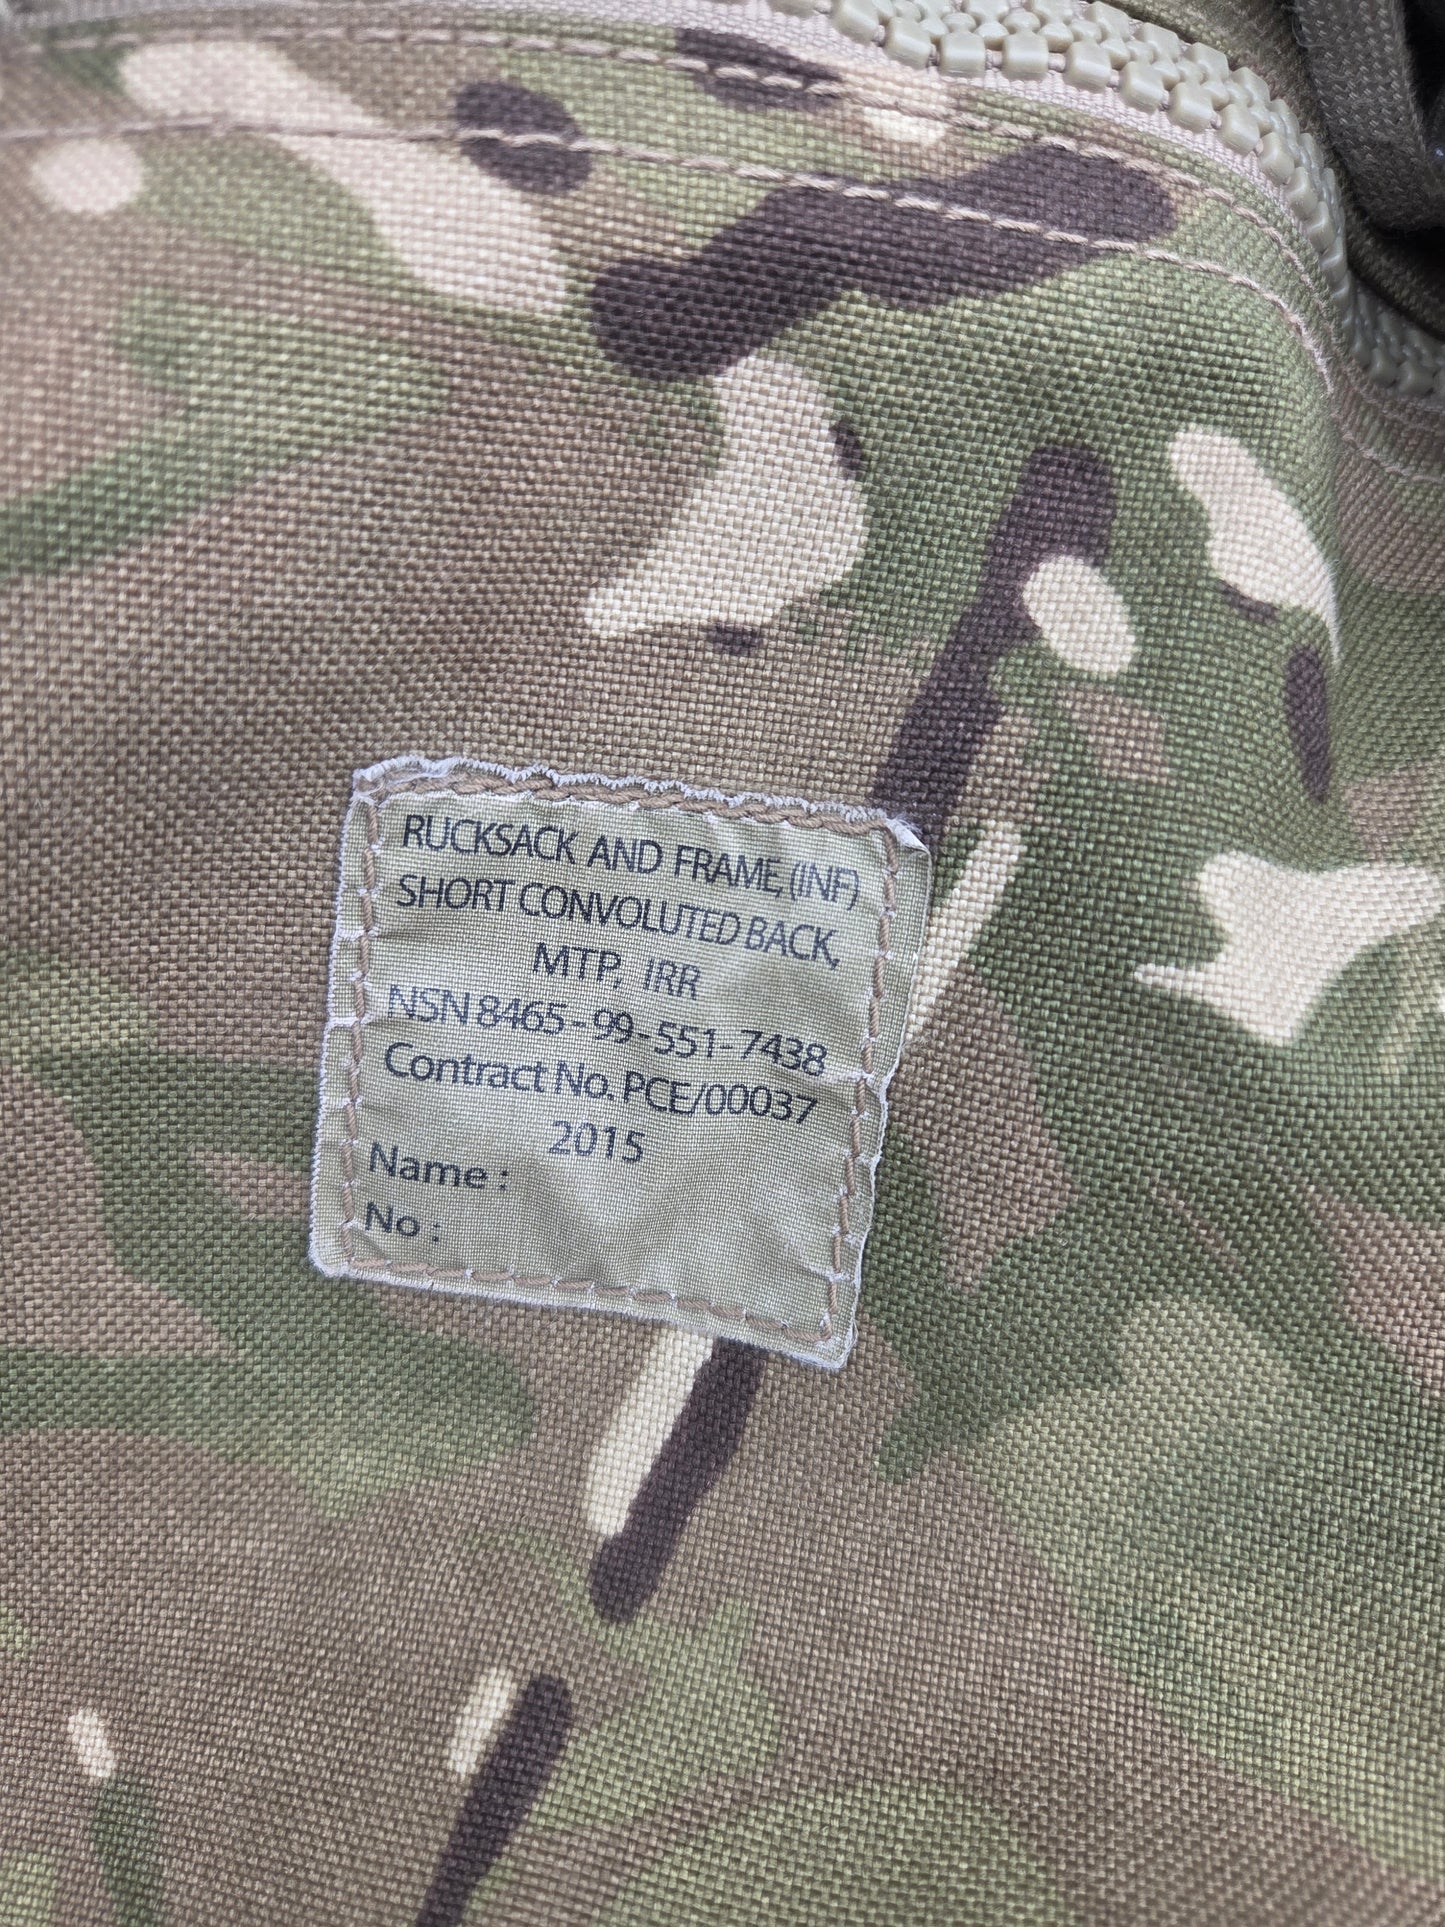 RUCKSACK AND FRAME, (INF)
SHORT CONVOLUTED BACK,
MTP, IRR
NSN 8465-99-551-7438
Contract No. PCE/00037
2015
Name :
No :